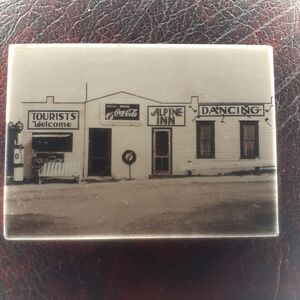 TOURISTS
Welcome
Coca-Cola
ALPINE
INN
DANCING